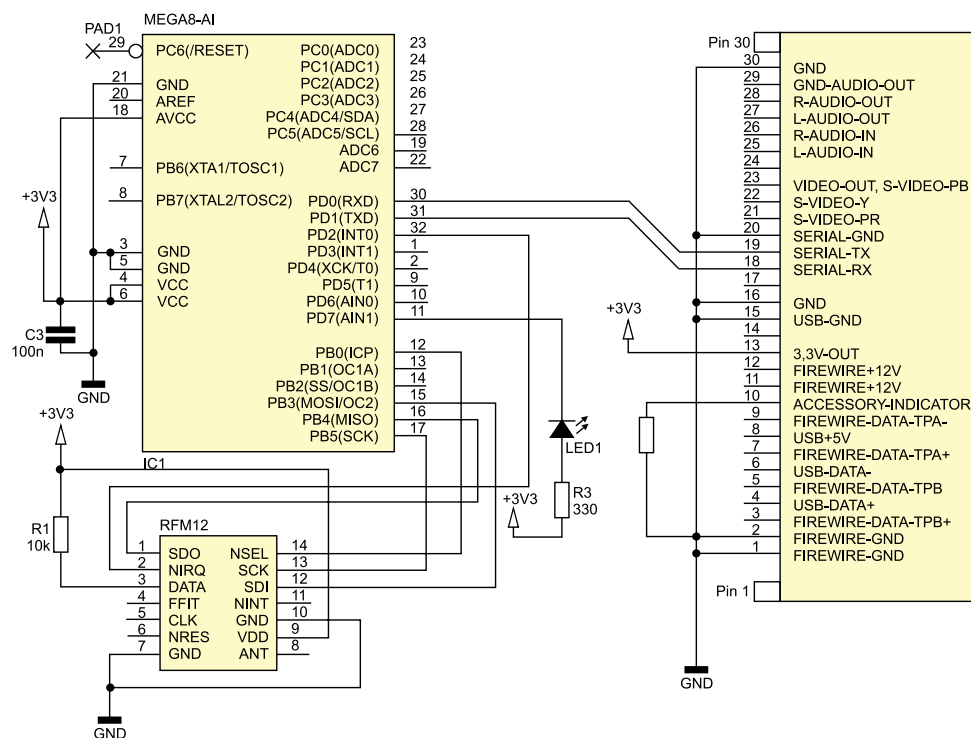 MEGA8-AI
PAD1
29 PC6(/RESET)
21 GND
20 AREF
18 AVCC
7 PB6(XTA1/TOSC1)
8 PB7(XTAL2/TOSC2)
3 GND
5 GND
4 VCC
6 VCC
PC0(ADC0) 23
PC1(ADC1) 24
PC2(ADC2) 25
PC3(ADC3) 26
PC4(ADC4/SDA) 27
PC5(ADC5/SCL) 28
ADC6 19
ADC7 22
PD0(RXD) 30
PD1(TXD) 31
PD2(INT0) 32
PD3(INT1) 1
PD4(XCK/T0) 2
PD5(T1) 9
PD6(AIN0) 10
PD7(AIN1) 11
PB0(ICP) 12
PB1(OC1A) 13
PB2(SS/OC1B) 14
PB3(MOSI/OC2) 15
PB4(MISO) 16
PB5(SCK) 17
IC1
+3V3
C3
100n
GND
+3V3
R1
10k
RFM12
1 SDO
2 NIRQ
3 DATA
4 FFIT
5 CLK
6 NRES
7 GND
NSEL 14
SCK 13
SDI 12
NINT 11
GND 10
VDD 9
ANT 8
GND
LED1
R3
330
+3V3
+3V3
Pin 30
30 GND
29 GND-AUDIO-OUT
28 R-AUDIO-OUT
27 L-AUDIO-OUT
26 R-AUDIO-IN
25 L-AUDIO-IN
24
23 VIDEO-OUT, S-VIDEO-PB
22 S-VIDEO-Y
21 S-VIDEO-PR
20 SERIAL-GND
19 SERIAL-TX
18 SERIAL-RX
17
16 GND
15 USB-GND
14
13 3,3V-OUT
12 FIREWIRE+12V
11 FIREWIRE+12V
10 ACCESSORY-INDICATOR
9 FIREWIRE-DATA-TPA-
8 USB+5V
7 FIREWIRE-DATA-TPA+
6 USB-DATA-
5 FIREWIRE-DATA-TPB
4 USB-DATA+
3 FIREWIRE-DATA-TPB+
2 FIREWIRE-GND
1 FIREWIRE-GND
Pin 1
GND